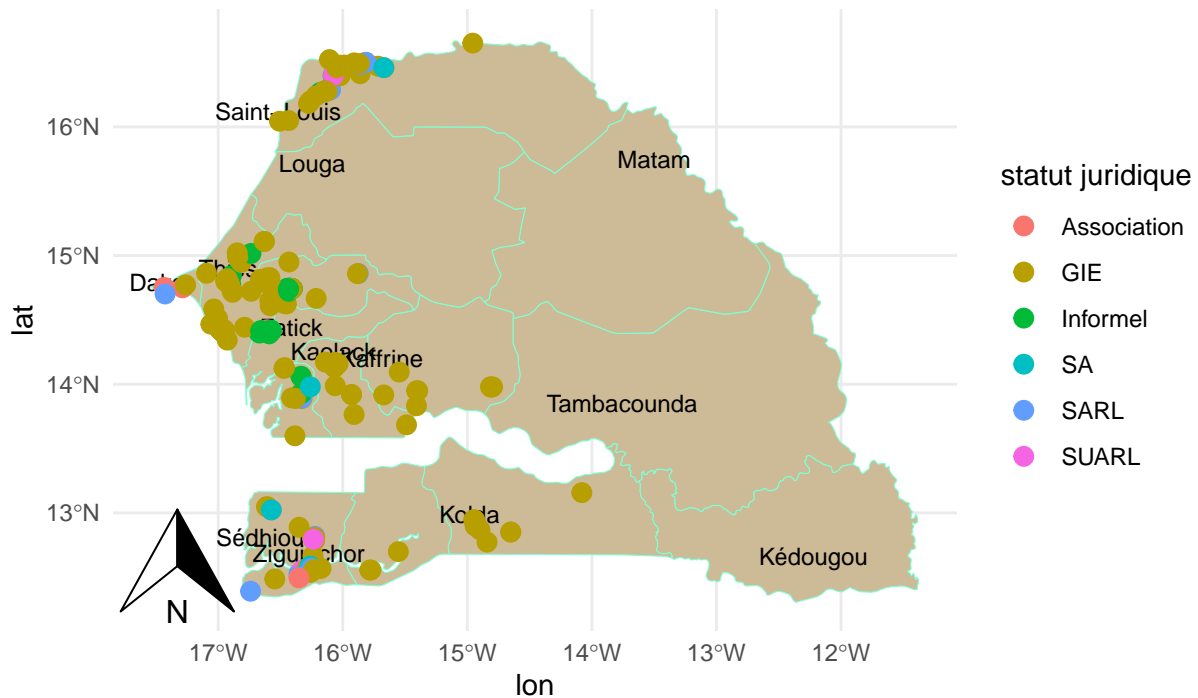 Saint-Louis
16°N
Louga
Matam
15°N
Thiès
Dakar
Fatick
Kaolack
Kaffrine
14°N
Tambacounda
13°N
Kolda
Sédhiou
Ziguinchor
Kédougou
N
17°W
16°W
15°W
14°W
13°W
12°W
lon
lat
statut juridique
Association
GIE
Informel
SA
SARL
SUARL